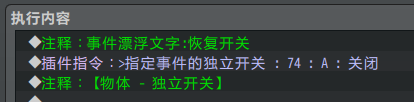 执行内容
◆注释：事件漂浮文字:恢复开关
◆插件指令：>指定事件的独立开关 : 74 : A : 关闭
◆注释：【物体 - 独立开关】
◆